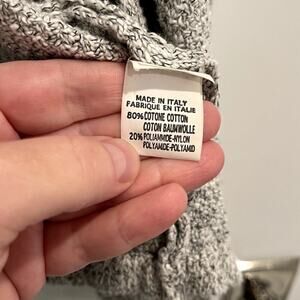 MADE IN ITALY
FABRIQUE EN ITALIE
80%COTONE COTTON
COTON BAUMWOLLE
20%POLIAMMIDE-NYLON
POLYAMIDE-POLYAMID